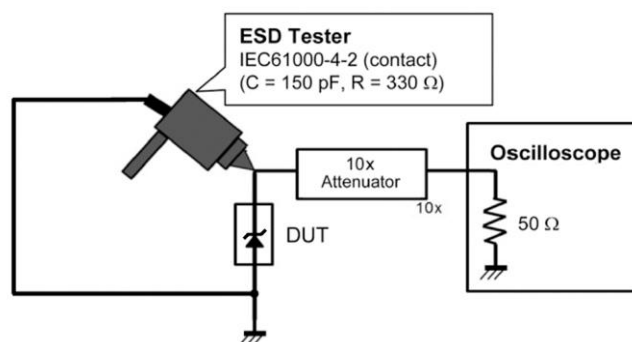 ESD Tester
IEC61000-4-2 (contact)
(C = 150 pF, R = 330 Ω)
10x
Attenuator
10x
Oscilloscope
50 Ω
DUT